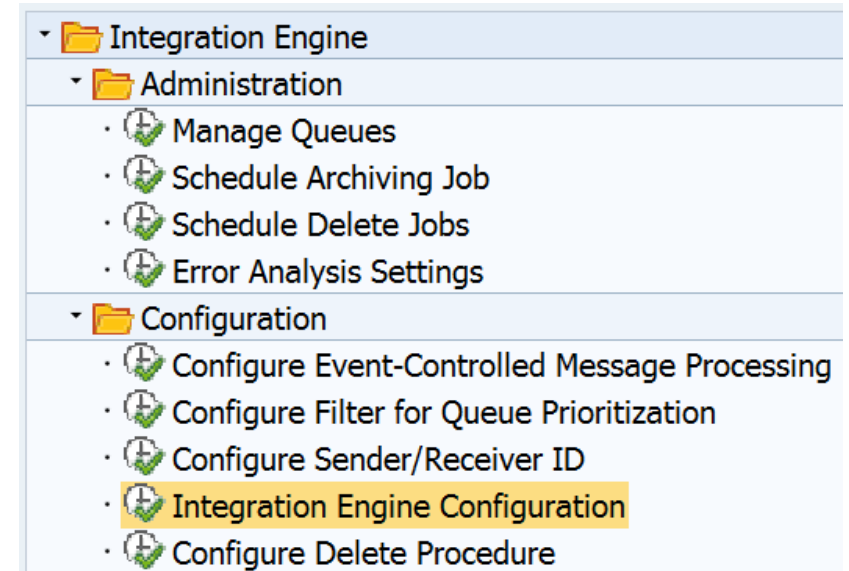 Integration Engine
Administration
Manage Queues
Schedule Archiving Job
Schedule Delete Jobs
Error Analysis Settings
Configuration
Configure Event-Controlled Message Processing
Configure Filter for Queue Prioritization
Configure Sender/Receiver ID
Integration Engine Configuration
Configure Delete Procedure